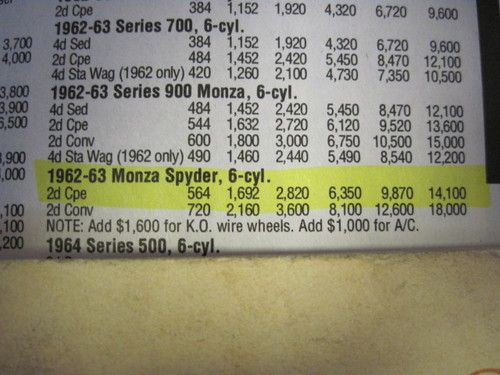 2d Cpe 384 1,152 1,920 4,320 6,720 9,600
1962-63 Series 700, 6-cyl.
3,700 4d Sed 384 1,152 1,920 4,320 6,720 9,600
4,000 2d Cpe 484 1,452 2,420 5,450 8,470 12,100
4d Sta Wag (1962 only) 420 1,260 2,100 4,730 7,350 10,500
3,800 1962-63 Series 900 Monza, 6-cyl.
3,900 4d Sed 484 1,452 2,420 5,450 8,470 12,100
6,500 2d Cpe 544 1,632 2,720 6,120 9,520 13,600
2d Conv 600 1,800 3,000 6,750 10,500 15,000
,900 4d Sta Wag (1962 only) 490 1,460 2,440 5,490 8,540 12,200
,000 1962-63 Monza Spyder, 6-cyl.
2d Cpe 564 1,692 2,820 6,350 9,870 14,100
,100 2d Conv 720 2,160 3,600 8,100 12,600 18,000
,100 NOTE: Add $1,600 for K.O. wire wheels. Add $1,000 for A/C.
,200 1964 Series 500, 6-cyl.